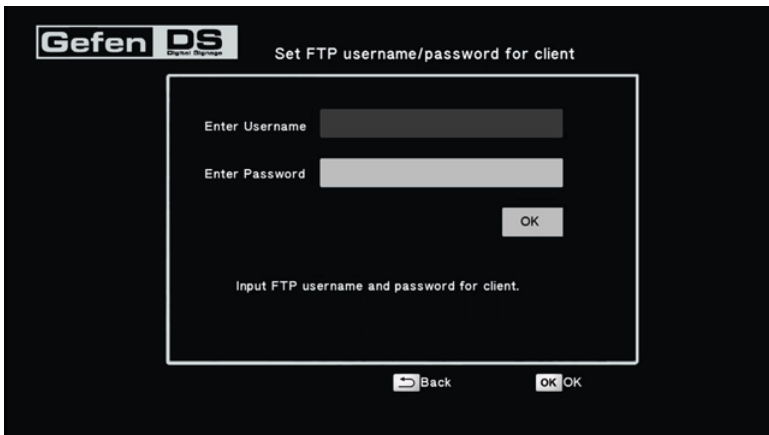 Gefen DS
Digital Signage
Set FTP username/password for client
Enter Username
Enter Password
OK
Input FTP username and password for client.
Back
OK OK